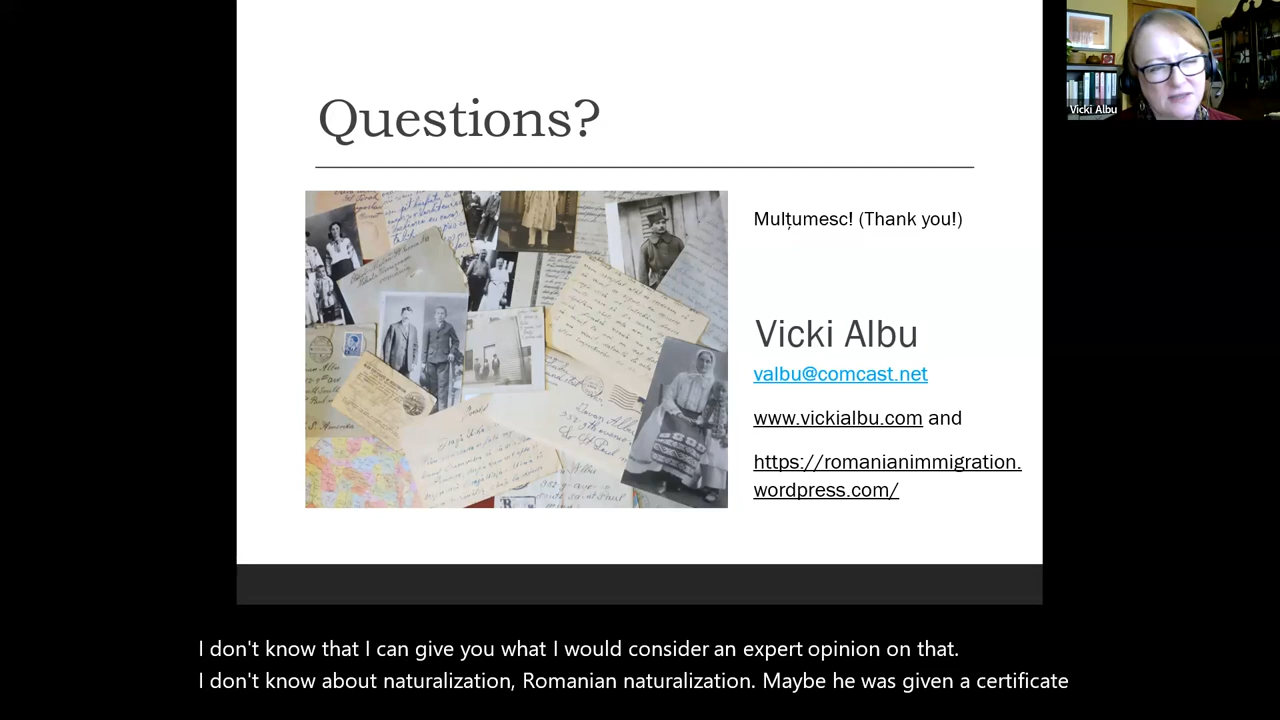 Questions?
Mulțumesc! (Thank you!)
Vicki Albu
valbu@comcast.net
www.vickialbu.com and
https://romanianimmigration.
wordpress.com/
Vicki Albu
I don't know that I can give you what I would consider an expert opinion on that.
I don't know about naturalization, Romanian naturalization. Maybe he was given a certificate